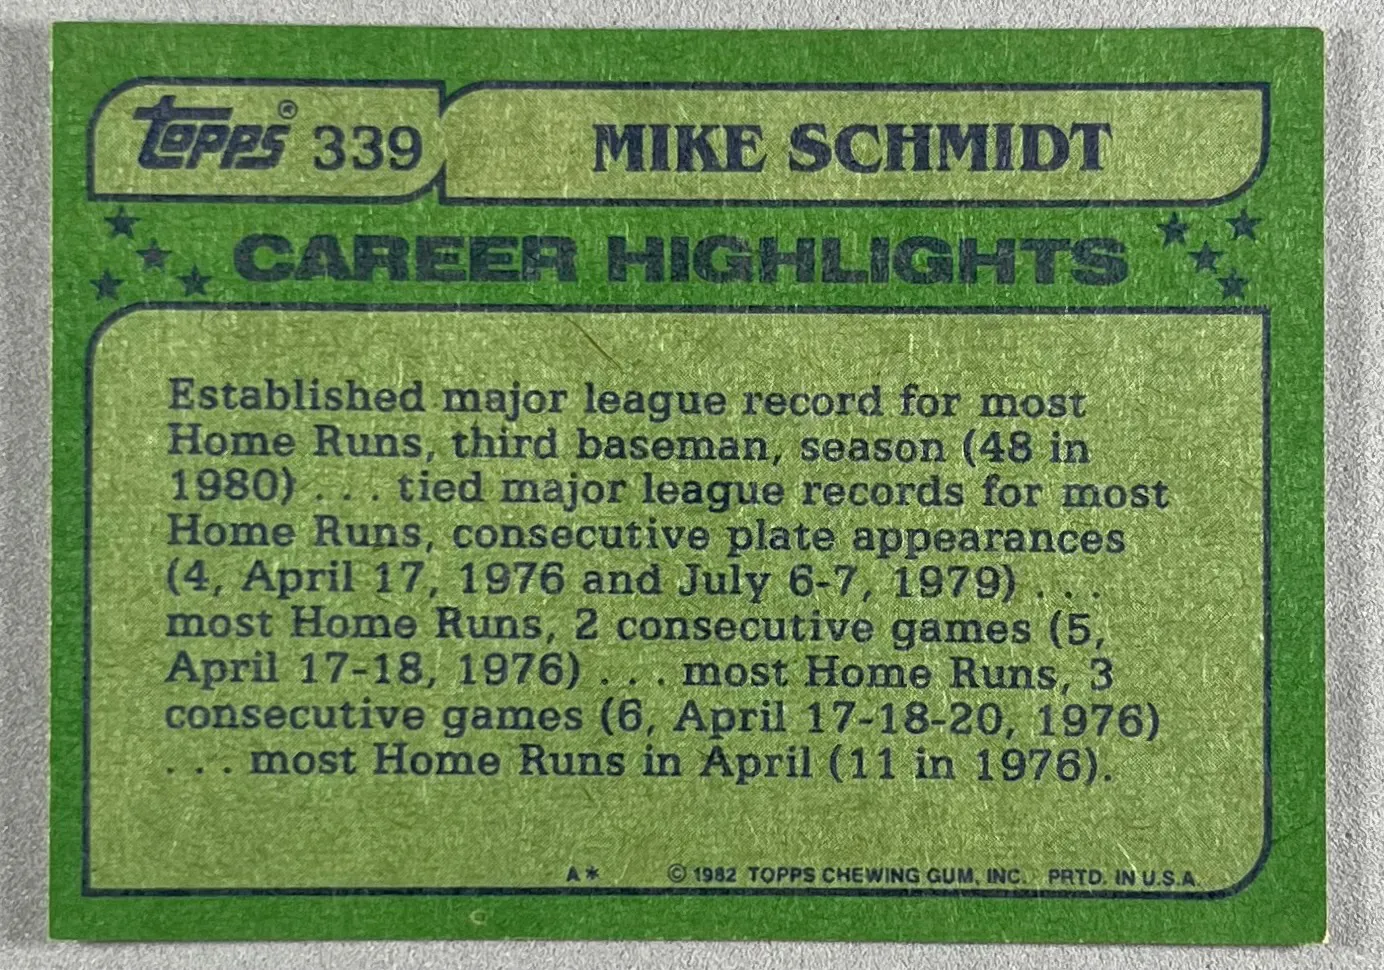 Topps® 339
MIKE SCHMIDT
CAREER HIGHLIGHTS
Established major league record for most
Home Runs, third baseman, season (48 in
1980) . . . tied major league records for most
Home Runs, consecutive plate appearances
(4, April 17, 1976 and July 6-7, 1979) . . .
most Home Runs, 2 consecutive games (5,
April 17-18, 1976) . . . most Home Runs, 3
consecutive games (6, April 17-18-20, 1976)
. . . most Home Runs in April (11 in 1976).
A* © 1982 TOPPS CHEWING GUM, INC. PRTD. IN U.S.A.